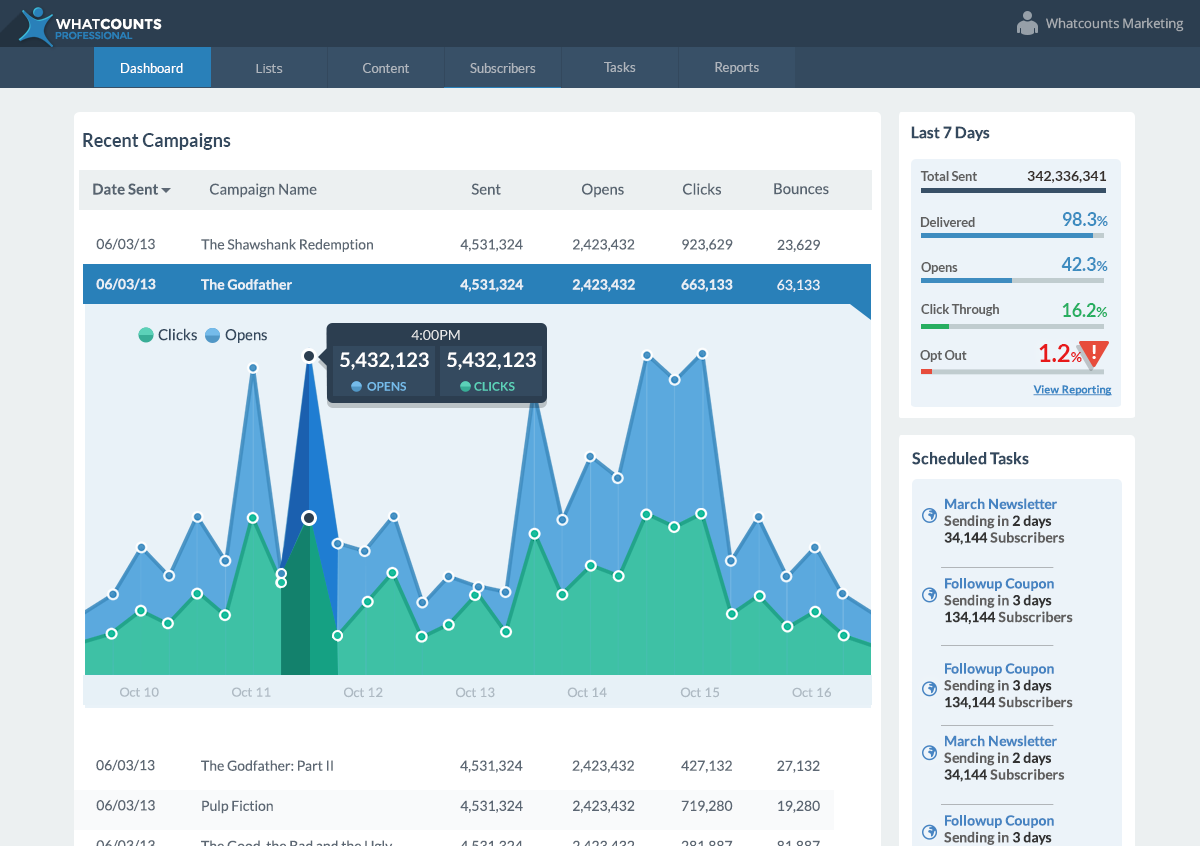 WHATCOUNTS
PROFESSIONAL
Whatcounts Marketing
Dashboard Lists Content Subscribers Tasks Reports
Recent Campaigns
Date Sent Campaign Name Sent Opens Clicks Bounces
06/03/13 The Shawshank Redemption 4,531,324 2,423,432 923,629 23,629
06/03/13 The Godfather 4,531,324 2,423,432 663,133 63,133
Clicks Opens
4:00PM
5,432,123 5,432,123
OPENS CLICKS
Oct 10 Oct 11 Oct 12 Oct 13 Oct 14 Oct 15 Oct 16
06/03/13 The Godfather: Part II 4,531,324 2,423,432 427,132 27,132
06/03/13 Pulp Fiction 4,531,324 2,423,432 719,280 19,280
06/03/13 The Good, the Bad and the Ugly 4,531,324 2,423,432 281,887 81,887
Last 7 Days
Total Sent 342,336,341
Delivered 98.3%
Opens 42.3%
Click Through 16.2%
Opt Out 1.2% !
View Reporting
Scheduled Tasks
March Newsletter
Sending in 2 days
34,144 Subscribers
Followup Coupon
Sending in 3 days
134,144 Subscribers
Followup Coupon
Sending in 3 days
134,144 Subscribers
March Newsletter
Sending in 2 days
34,144 Subscribers
Followup Coupon
Sending in 3 days